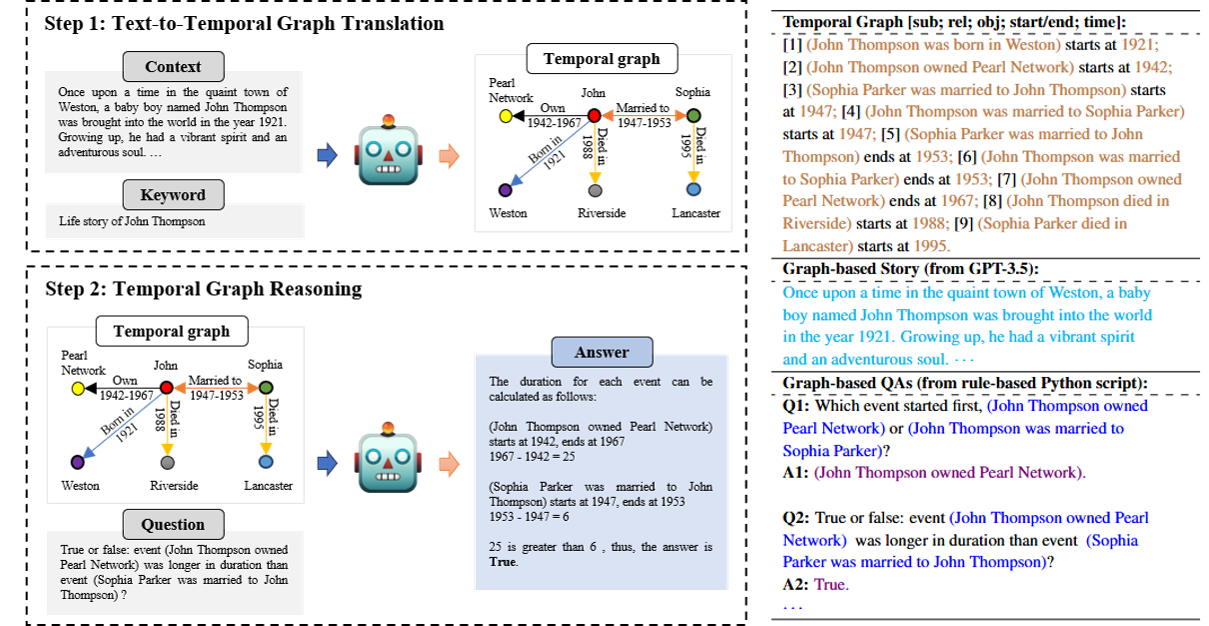 Step 1: Text-to-Temporal Graph Translation
Context
Once upon a time in the quaint town of
Weston, a baby boy named John Thompson
was brought into the world in the year 1921.
Growing up, he had a vibrant spirit and an
adventurous soul. …
Keyword
Life story of John Thompson
Temporal graph
Pearl
Network
John
Sophia
Own
1942-1967
Married to
1947-1953
Born in
1921
Died in
1988
Died in
1995
Weston
Riverside
Lancaster
Step 2: Temporal Graph Reasoning
Temporal graph
Pearl
Network
John
Sophia
Own
1942-1967
Married to
1947-1953
Born in
1921
Died in
1988
Died in
1995
Weston
Riverside
Lancaster
Question
True or false: event (John Thompson owned
Pearl Network) was longer in duration than
event (Sophia Parker was married to John
Thompson) ?
Answer
The duration for each event can be
calculated as follows:
(John Thompson owned Pearl Network)
starts at 1942, ends at 1967
1967 - 1942 = 25
(Sophia Parker was married to John
Thompson) starts at 1947, ends at 1953
1953 - 1947 = 6
25 is greater than 6 , thus, the answer is
True.
Temporal Graph [sub; rel; obj; start/end; time]:
[1] (John Thompson was born in Weston) starts at 1921;
[2] (John Thompson owned Pearl Network) starts at 1942;
[3] (Sophia Parker was married to John Thompson) starts
at 1947; [4] (John Thompson was married to Sophia Parker)
starts at 1947; [5] (Sophia Parker was married to John
Thompson) ends at 1953; [6] (John Thompson was married
to Sophia Parker) ends at 1953; [7] (John Thompson owned
Pearl Network) ends at 1967; [8] (John Thompson died in
Riverside) starts at 1988; [9] (Sophia Parker died in
Lancaster) starts at 1995.
Graph-based Story (from GPT-3.5):
Once upon a time in the quaint town of Weston, a baby
boy named John Thompson was brought into the world
in the year 1921. Growing up, he had a vibrant spirit
and an adventurous soul. · · ·
Graph-based QAs (from rule-based Python script):
Q1: Which event started first, (John Thompson owned
Pearl Network) or (John Thompson was married to
Sophia Parker)?
A1: (John Thompson owned Pearl Network).
Q2: True or false: event (John Thompson owned Pearl
Network) was longer in duration than event (Sophia
Parker was married to John Thompson)?
A2: True.
· · ·